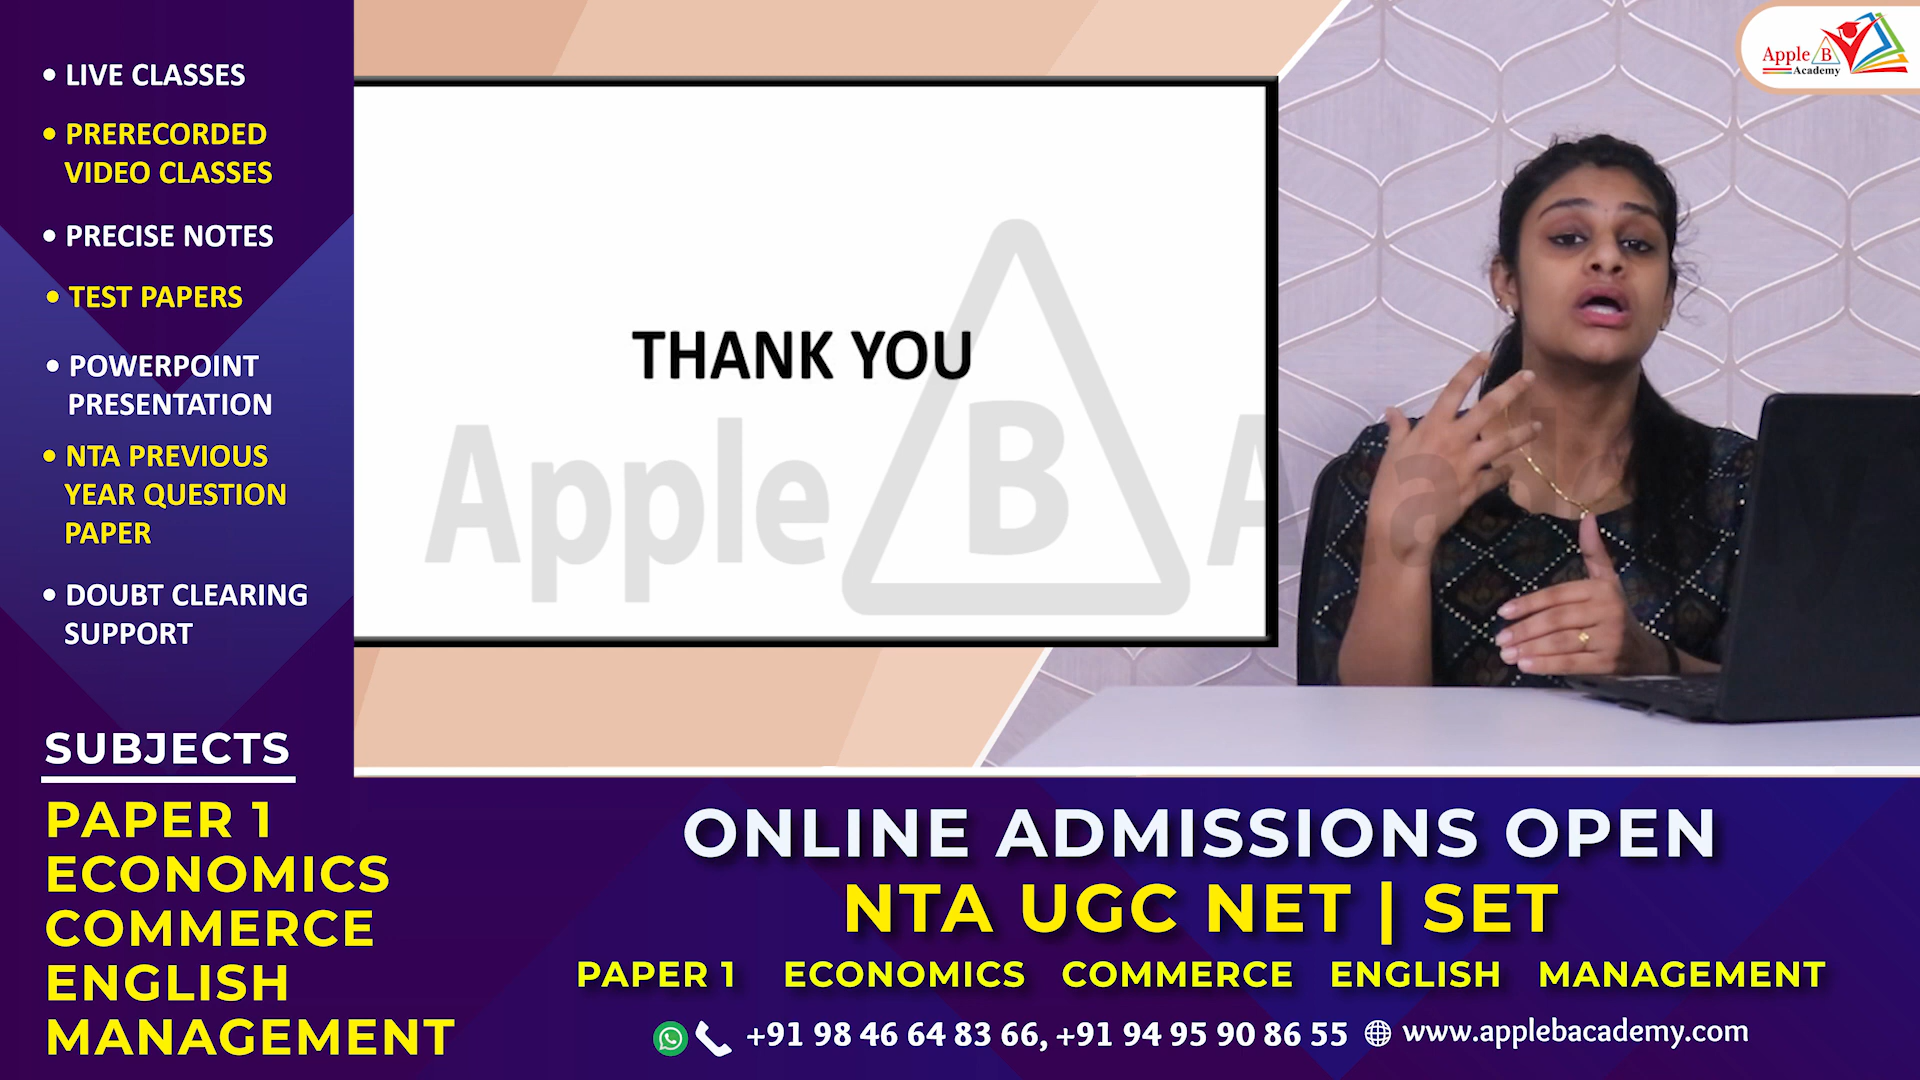 • LIVE CLASSES
• PRERECORDED
VIDEO CLASSES
• PRECISE NOTES
• TEST PAPERS
• POWERPOINT
PRESENTATION
• NTA PREVIOUS
YEAR QUESTION
PAPER
• DOUBT CLEARING
SUPPORT
SUBJECTS
PAPER 1
ECONOMICS
COMMERCE
ENGLISH
MANAGEMENT
THANK YOU
Apple B Academy
Apple B
Academy
ONLINE ADMISSIONS OPEN
NTA UGC NET | SET
PAPER 1 ECONOMICS COMMERCE ENGLISH MANAGEMENT
+91 98 46 64 83 66, +91 94 95 90 86 55 www.applebacademy.com